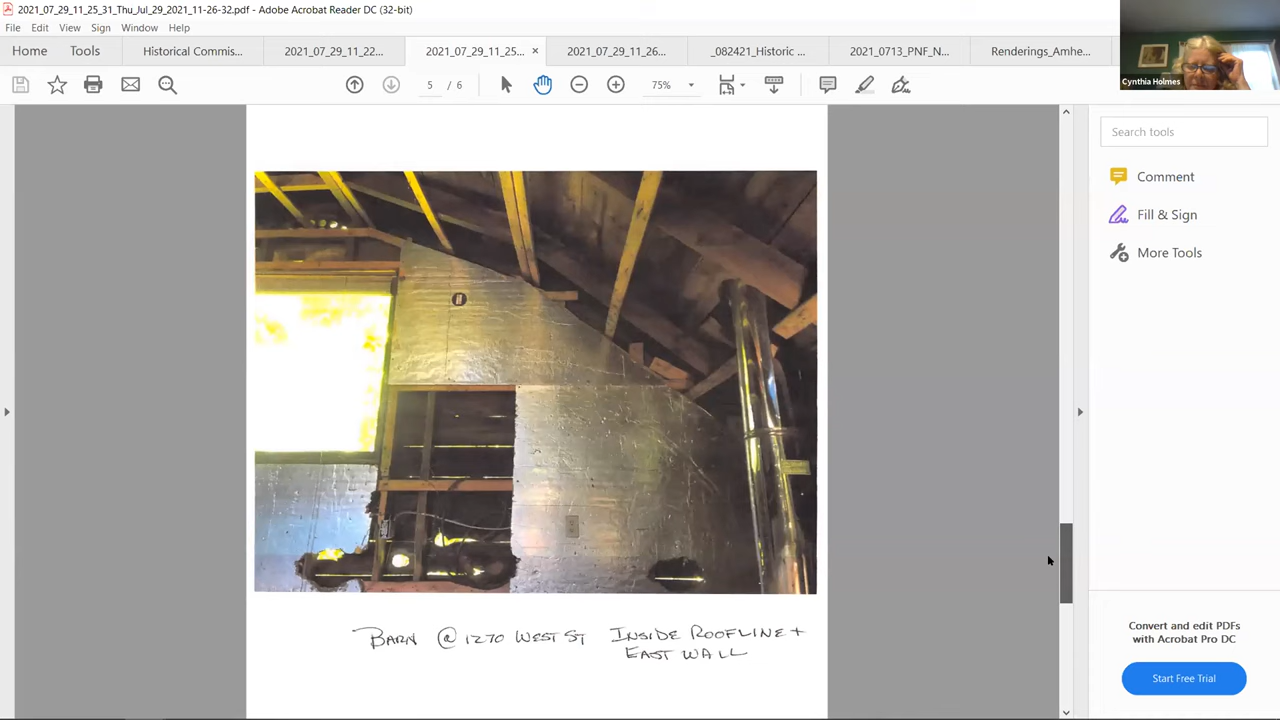 2021_07_29_11_25_31_Thu_Jul_29_2021_11-26-32.pdf - Adobe Acrobat Reader DC (32-bit)
File Edit View Sign Window Help
Home Tools Historical Commis... 2021_07_29_11_22... 2021_07_29_11_25... × 2021_07_29_11_26... _082421_Historic ... 2021_0713_PNF_N... Renderings_Amhe...
Cynthia Holmes
5 / 6 75%
Search tools
Comment
Fill & Sign
More Tools
BARN @ 1270 WEST ST INSIDE ROOFLINE +
EAST WALL
Convert and edit PDFs
with Acrobat Pro DC
Start Free Trial